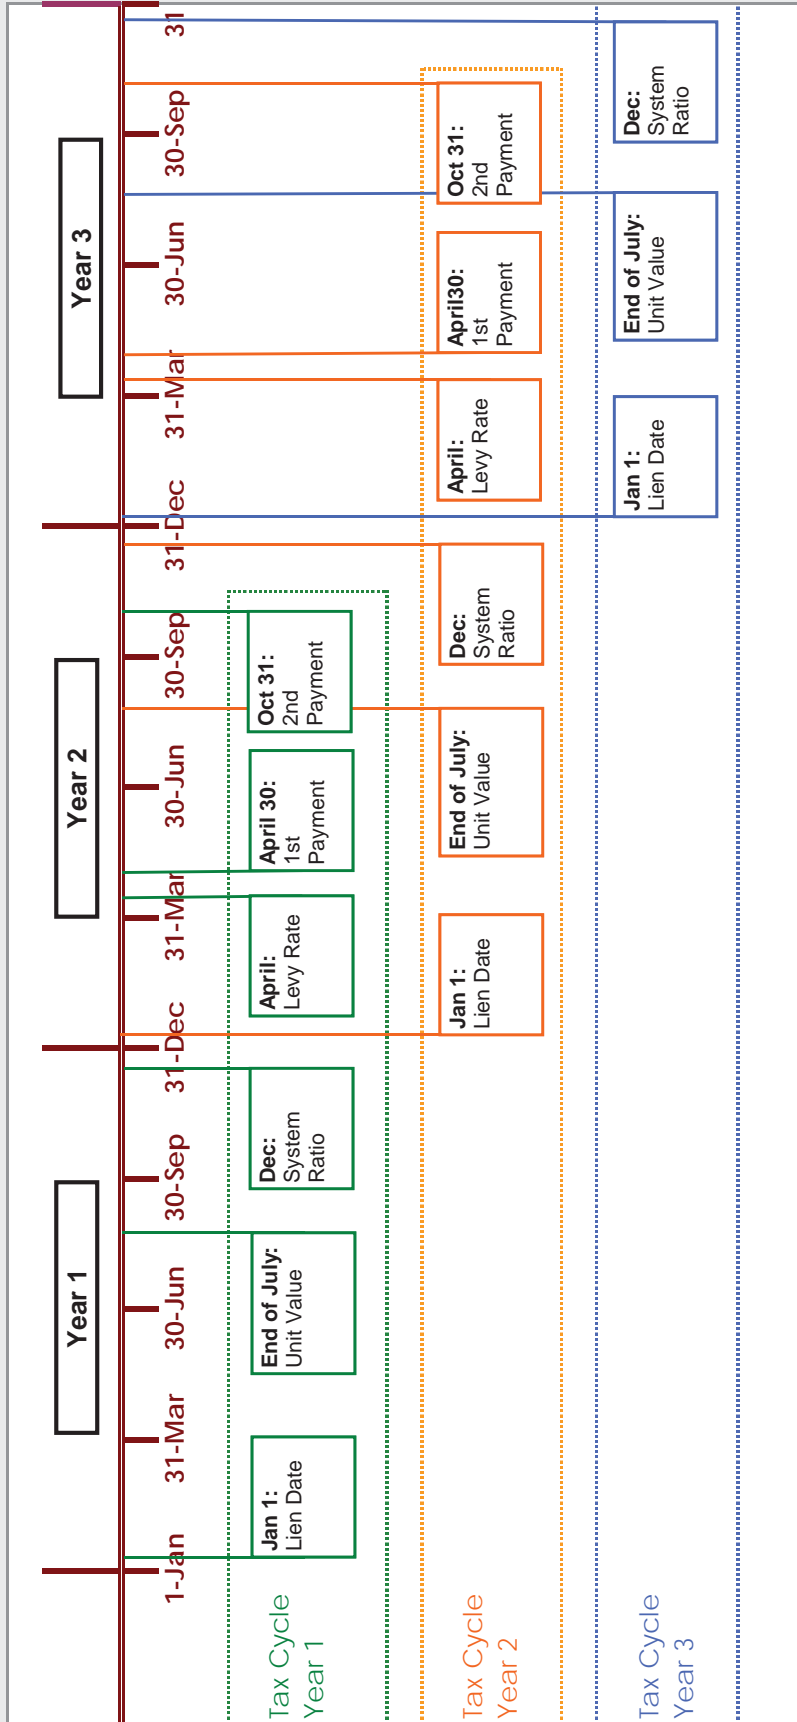 Year 1
Year 2
Year 3
1-Jan
31-Mar
30-Jun
30-Sep
31-Dec
31-Mar
30-Jun
30-Sep
31-Dec
31-Mar
30-Jun
30-Sep
31
Tax Cycle
Year 1
Jan 1:
Lien Date
End of July:
Unit Value
Dec:
System
Ratio
April:
Levy Rate
April 30:
1st
Payment
Oct 31:
2nd
Payment
Tax Cycle
Year 2
Jan 1:
Lien Date
End of July:
Unit Value
Dec:
System
Ratio
April:
Levy Rate
April30:
1st
Payment
Oct 31:
2nd
Payment
Tax Cycle
Year 3
Jan 1:
Lien Date
End of July:
Unit Value
Dec:
System
Ratio